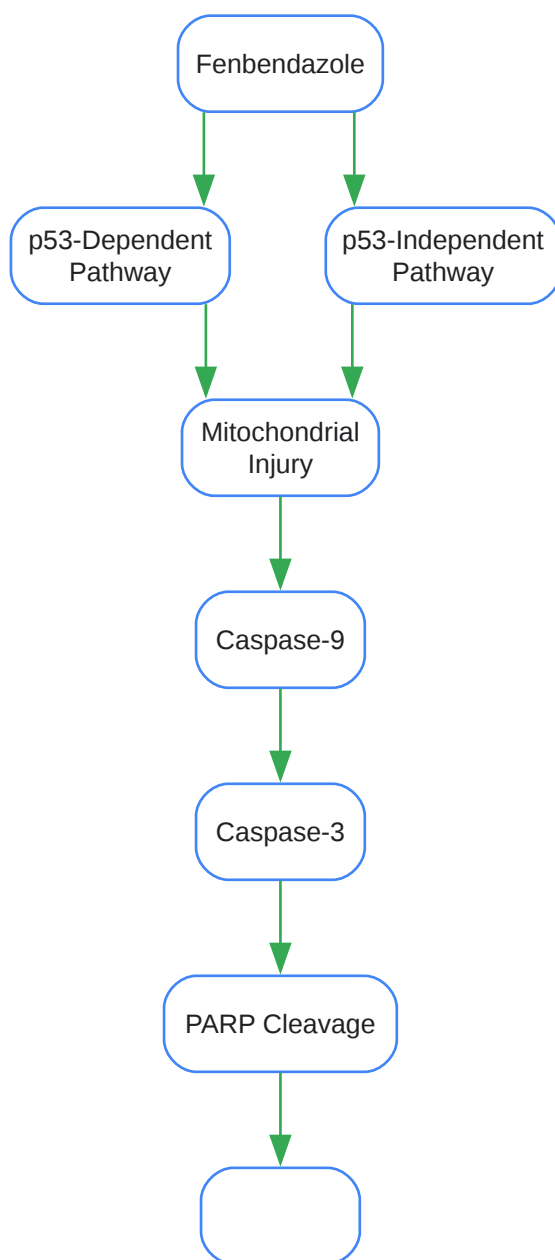 Fenbendazole
p53-Dependent
Pathway
p53-Independent
Pathway
Mitochondrial
Injury
Caspase-9
Caspase-3
PARP Cleavage